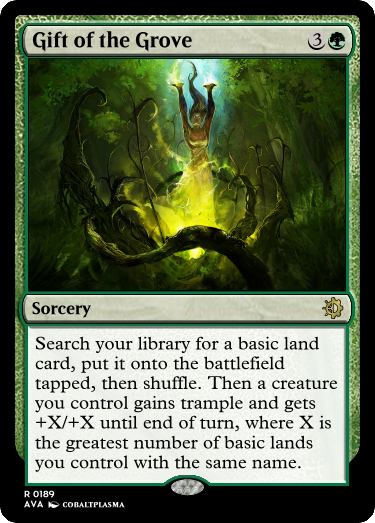 Gift of the Grove 3
Sorcery
Search your library for a basic land
card, put it onto the battlefield
tapped, then shuffle. Then a creature
you control gains trample and gets
+X/+X until end of turn, where X is
the greatest number of basic lands
you control with the same name.
R 0189
AVA COBALTPLASMA